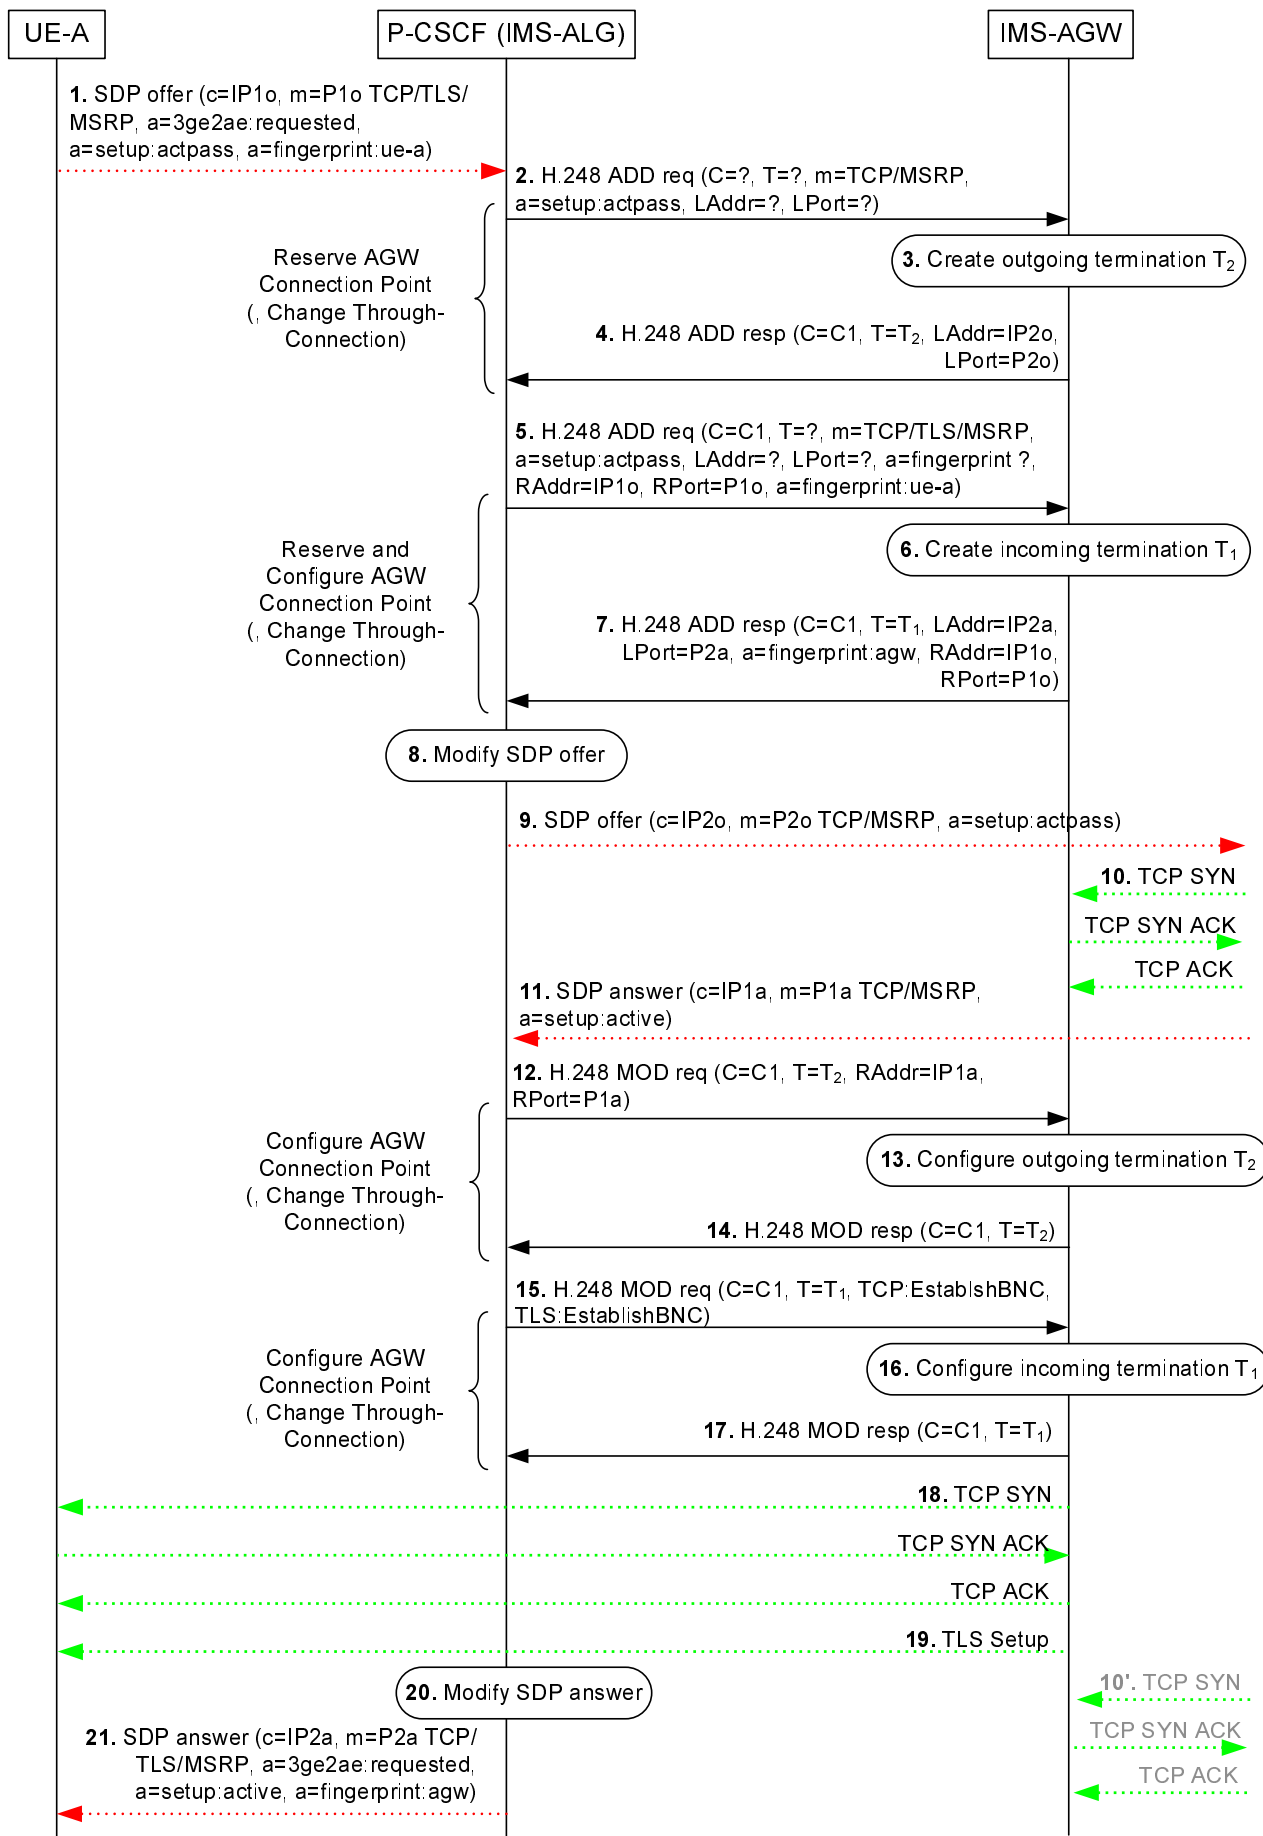 UE-A
P-CSCF (IMS-ALG)
IMS-AGW
1. SDP offer (c=IP1o, m=P1o TCP/TLS/
MSRP, a=3ge2ae:requested,
a=setup:actpass, a=fingerprint:ue-a)
2. H.248 ADD req (C=?, T=?, m=TCP/MSRP,
a=setup:actpass, LAddr=?, LPort=?)
Reserve AGW
Connection Point
(, Change Through-
Connection)
3. Create outgoing termination T2
4. H.248 ADD resp (C=C1, T=T2, LAddr=IP2o,
LPort=P2o)
5. H.248 ADD req (C=C1, T=?, m=TCP/TLS/MSRP,
a=setup:actpass, LAddr=?, LPort=?, a=fingerprint ?,
RAddr=IP1o, RPort=P1o, a=fingerprint:ue-a)
Reserve and
Configure AGW
Connection Point
(, Change Through-
Connection)
6. Create incoming termination T1
7. H.248 ADD resp (C=C1, T=T1, LAddr=IP2a,
LPort=P2a, a=fingerprint:agw, RAddr=IP1o,
RPort=P1o)
8. Modify SDP offer
9. SDP offer (c=IP2o, m=P2o TCP/MSRP, a=setup:actpass)
10. TCP SYN
TCP SYN ACK
TCP ACK
11. SDP answer (c=IP1a, m=P1a TCP/MSRP,
a=setup:active)
12. H.248 MOD req (C=C1, T=T2, RAddr=IP1a,
RPort=P1a)
Configure AGW
Connection Point
(, Change Through-
Connection)
13. Configure outgoing termination T2
14. H.248 MOD resp (C=C1, T=T2)
15. H.248 MOD req (C=C1, T=T1, TCP:EstablshBNC,
TLS:EstablishBNC)
Configure AGW
Connection Point
(, Change Through-
Connection)
16. Configure incoming termination T1
17. H.248 MOD resp (C=C1, T=T1)
18. TCP SYN
TCP SYN ACK
TCP ACK
19. TLS Setup
20. Modify SDP answer
10'. TCP SYN
TCP SYN ACK
TCP ACK
21. SDP answer (c=IP2a, m=P2a TCP/
TLS/MSRP, a=3ge2ae:requested,
a=setup:active, a=fingerprint:agw)